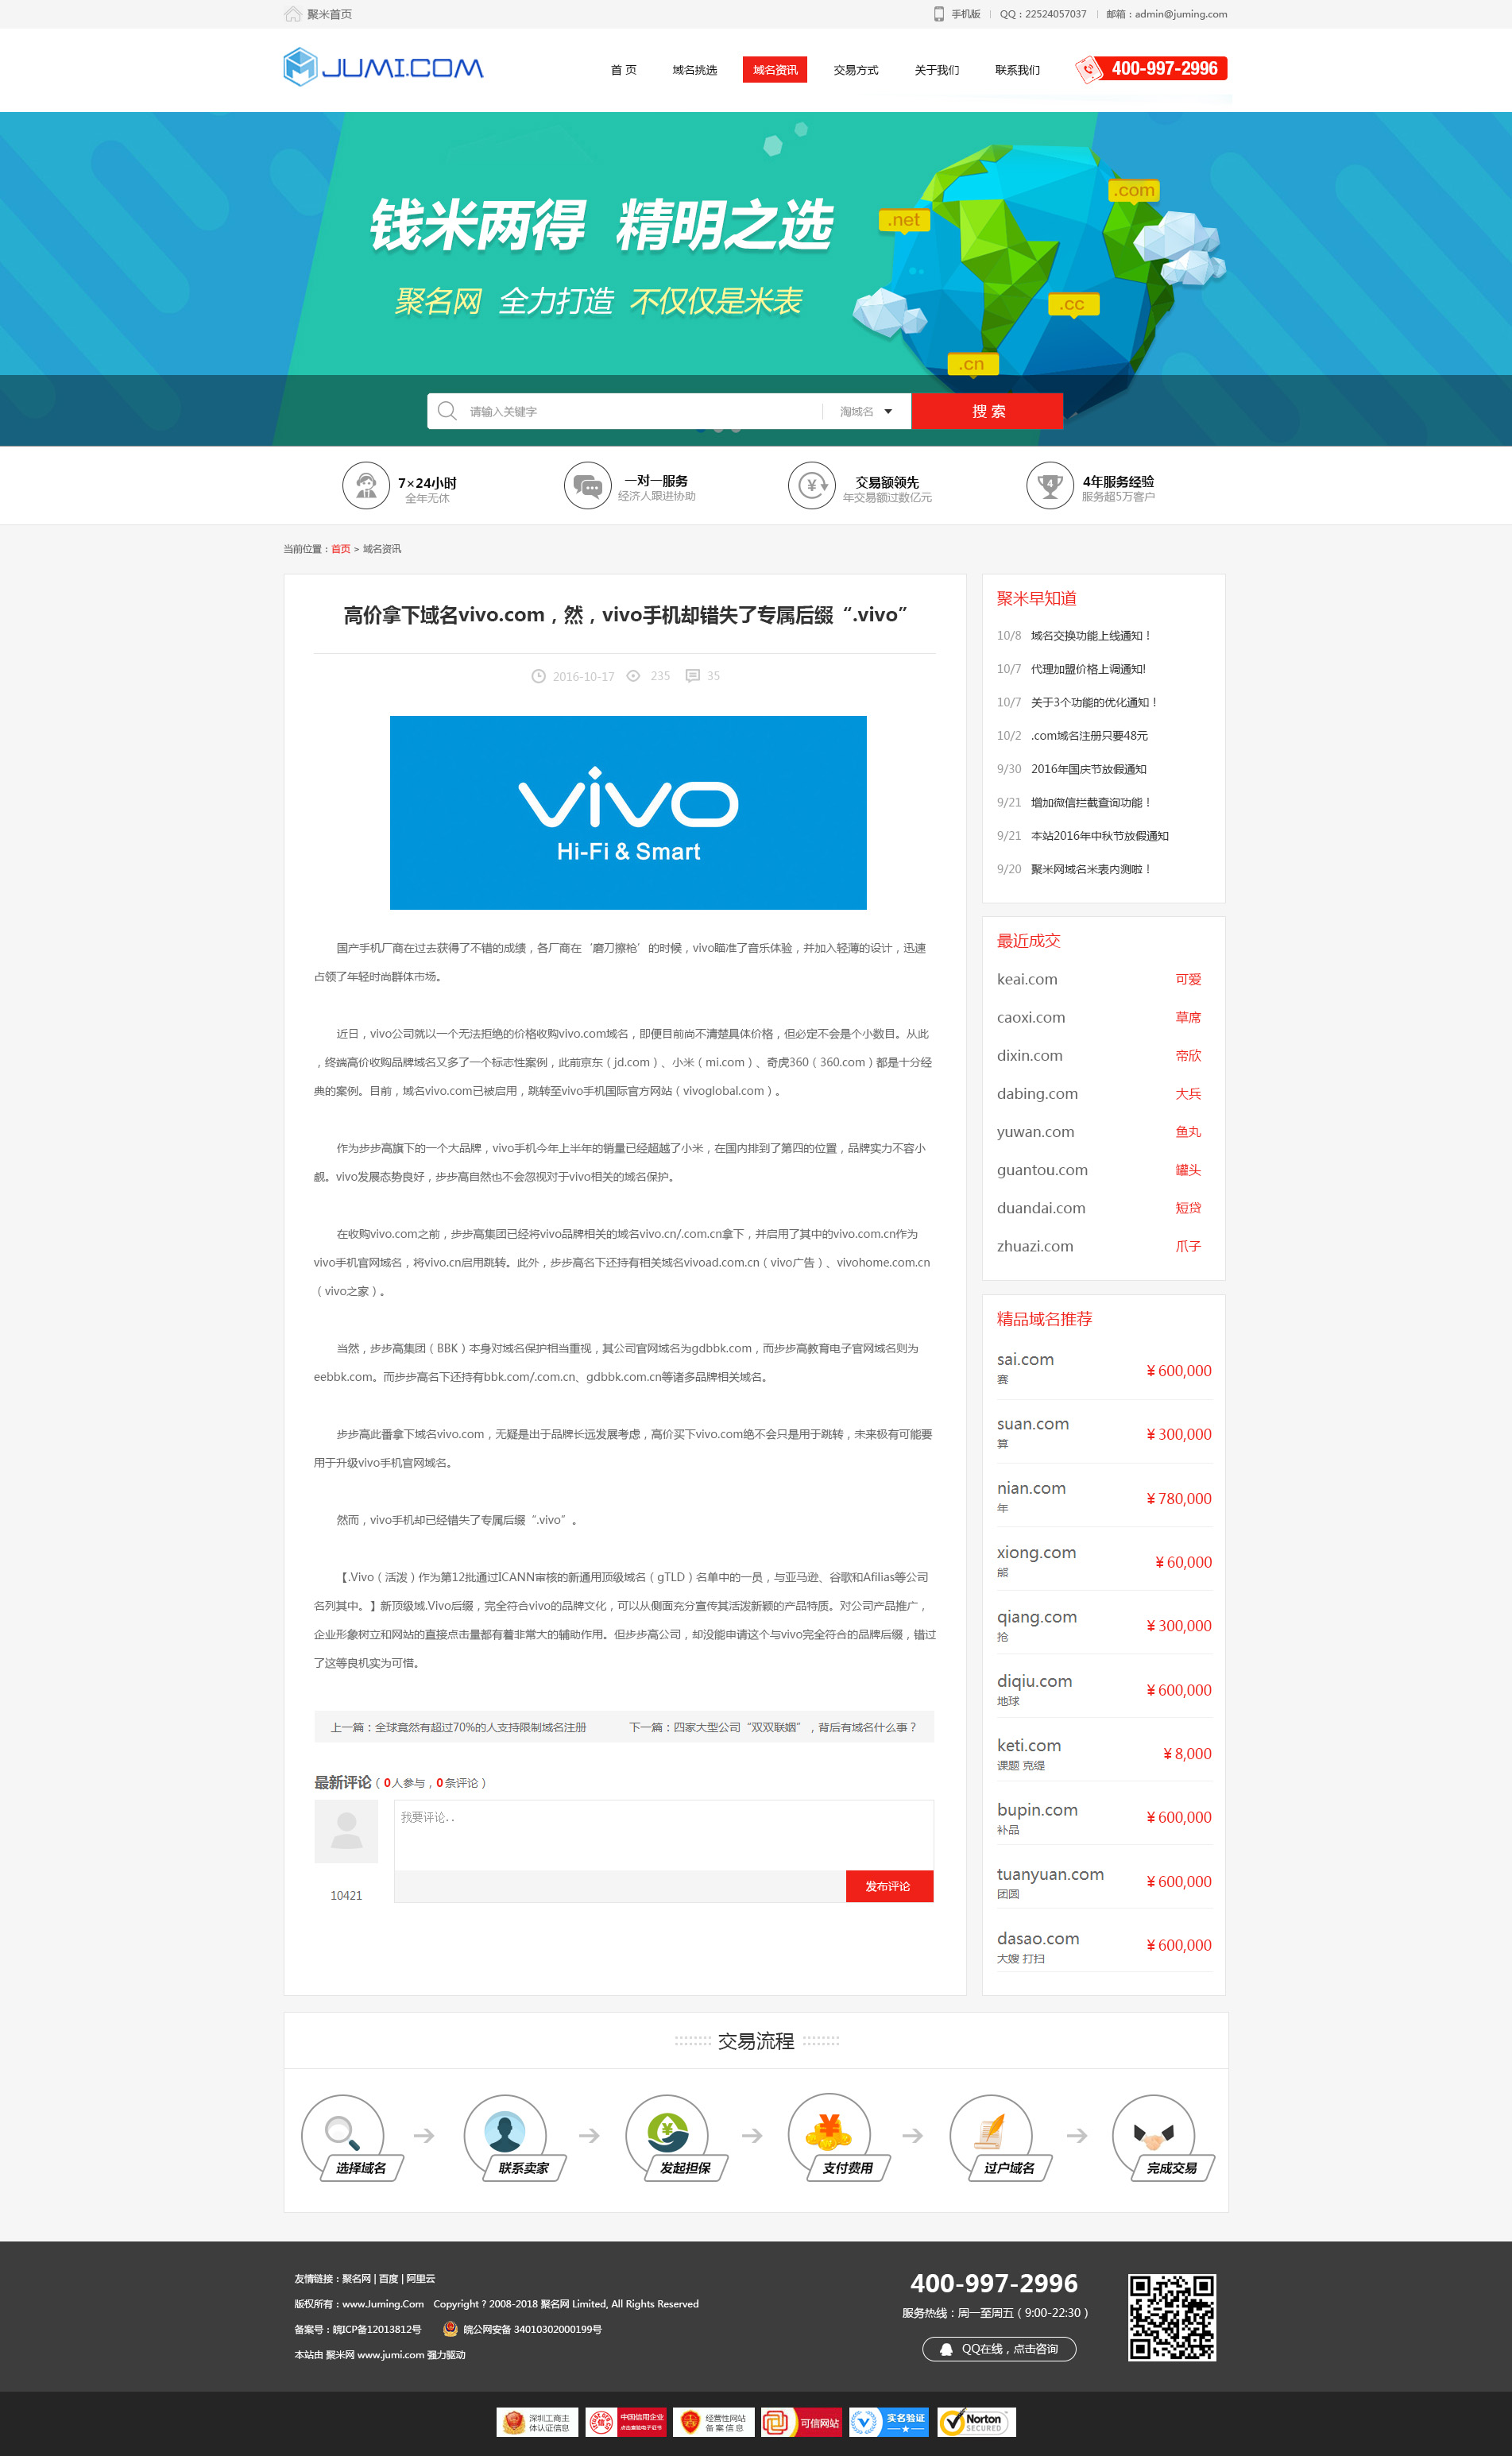 聚米首页
手机版 | QQ：22524057037 | 邮箱：admin@juming.com
JUMI.COM
首 页 域名挑选 域名资讯 交易方式 关于我们 联系我们 400-997-2996
钱米两得 精明之选
聚名网 全力打造 不仅仅是米表
.net
.com
.cc
.cn
请输入关键字 淘域名 搜 索
7×24小时
全年无休
一对一服务
经济人跟进协助
交易额领先
年交易额过数亿元
4
4年服务经验
服务超5万客户
当前位置：首页 > 域名资讯
高价拿下域名vivo.com，然，vivo手机却错失了专属后缀“.vivo”
2016-10-17 235 35
vivo
Hi-Fi & Smart
国产手机厂商在过去获得了不错的成绩，各厂商在‘磨刀擦枪’的时候，vivo瞄准了音乐体验，并加入轻薄的设计，迅速
占领了年轻时尚群体市场。
近日，vivo公司就以一个无法拒绝的价格收购vivo.com域名，即便目前尚不清楚具体价格，但必定不会是个小数目。从此
，终端高价收购品牌域名又多了一个标志性案例，此前京东（jd.com）、小米（mi.com）、奇虎360（360.com）都是十分经
典的案例。目前，域名vivo.com已被启用，跳转至vivo手机国际官方网站（vivoglobal.com）。
作为步步高旗下的一个大品牌，vivo手机今年上半年的销量已经超越了小米，在国内排到了第四的位置，品牌实力不容小
觑。vivo发展态势良好，步步高自然也不会忽视对于vivo相关的域名保护。
在收购vivo.com之前，步步高集团已经将vivo品牌相关的域名vivo.cn/.com.cn拿下，并启用了其中的vivo.com.cn作为
vivo手机官网域名，将vivo.cn启用跳转。此外，步步高名下还持有相关域名vivoad.com.cn（vivo广告）、vivohome.com.cn
（vivo之家）。
当然，步步高集团（BBK）本身对域名保护相当重视，其公司官网域名为gdbbk.com，而步步高教育电子官网域名则为
eebbk.com。而步步高名下还持有bbk.com/.com.cn、gdbbk.com.cn等诸多品牌相关域名。
步步高此番拿下域名vivo.com，无疑是出于品牌长远发展考虑，高价买下vivo.com绝不会只是用于跳转，未来极有可能要
用于升级vivo手机官网域名。
然而，vivo手机却已经错失了专属后缀“.vivo”。
【.Vivo（活泼）作为第12批通过ICANN审核的新通用顶级域名（gTLD）名单中的一员，与亚马逊、谷歌和Afilias等公司
名列其中。】新顶级域.Vivo后缀，完全符合vivo的品牌文化，可以从侧面充分宣传其活泼新颖的产品特质。对公司产品推广，
企业形象树立和网站的直接点击量都有着非常大的辅助作用。但步步高公司，却没能申请这个与vivo完全符合的品牌后缀，错过
了这等良机实为可惜。
上一篇：全球竟然有超过70%的人支持限制域名注册 下一篇：四家大型公司“双双联姻”，背后有域名什么事？
最新评论（0人参与，0条评论）
我要评论..
10421
发布评论
聚米早知道
10/8 域名交换功能上线通知！
10/7 代理加盟价格上调通知!
10/7 关于3个功能的优化通知！
10/2 .com域名注册只要48元
9/30 2016年国庆节放假通知
9/21 增加微信拦截查询功能！
9/21 本站2016年中秋节放假通知
9/20 聚米网域名米表内测啦！
最近成交
keai.com 可爱
caoxi.com 草席
dixin.com 帝欣
dabing.com 大兵
yuwan.com 鱼丸
guantou.com 罐头
duandai.com 短贷
zhuazi.com 爪子
精品域名推荐
sai.com
赛
¥600,000
suan.com
算
¥300,000
nian.com
年
¥780,000
xiong.com
熊
¥60,000
qiang.com
抢
¥300,000
diqiu.com
地球
¥600,000
keti.com
课题 克缇
¥8,000
bupin.com
补品
¥600,000
tuanyuan.com
团圆
¥600,000
dasao.com
大嫂 打扫
¥600,000
交易流程
选择域名 联系卖家 发起担保 支付费用 过户域名 完成交易
友情链接：聚名网 | 百度 | 阿里云
版权所有：www.Juming.Com Copyright ? 2008-2018 聚名网 Limited, All Rights Reserved
备案号：皖ICP备12013812号 皖公网安备 34010302000199号
本站由 聚米网 www.jumi.com 强力驱动
400-997-2996
服务热线：周一至周五（9:00-22:30）
QQ在线，点击咨询
深圳工商主
体认证信息
中国信用企业
经营性网站
备案信息
可信网站
实名验证
Norton
SECURED